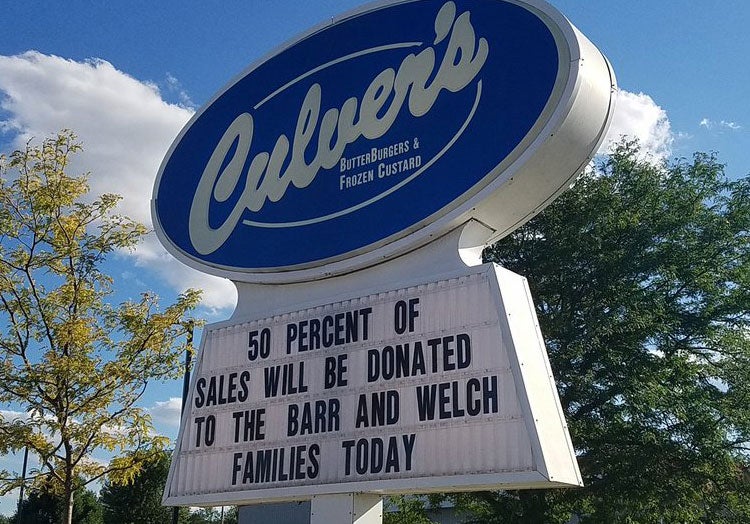 Culver's
ButterBurgers &
Frozen Custard
50 PERCENT OF
SALES WILL BE DONATED
TO THE BARR AND WELCH
FAMILIES TODAY